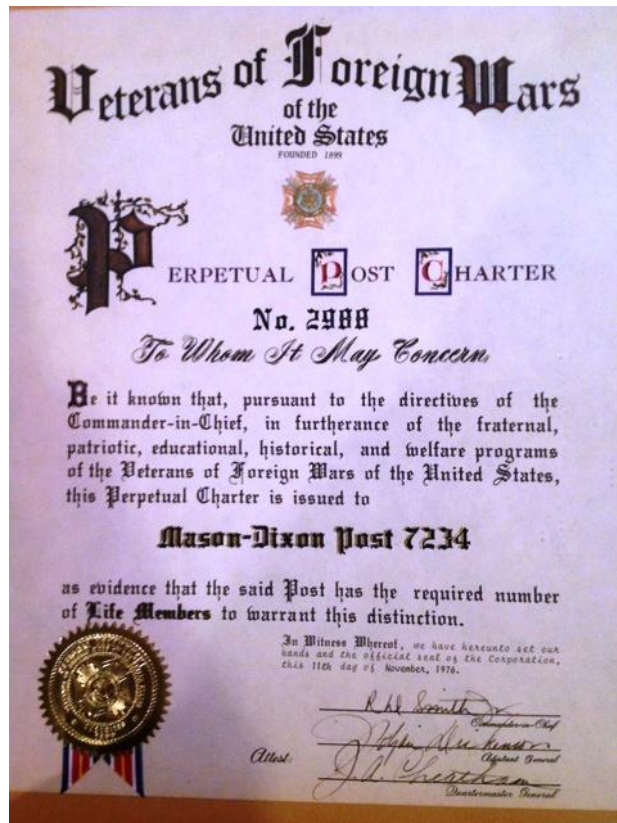 Veterans of Foreign Wars
of the
United States
FOUNDED 1899
PERPETUAL POST CHARTER
No. 2988
To Whom It May Concern,
Be it known that, pursuant to the directives of the
Commander-in-Chief, in furtherance of the fraternal,
patriotic, educational, historical, and welfare programs
of the Veterans of Foreign Wars of the United States,
this Perpetual Charter is issued to
Mason-Dixon Post 7234
as evidence that the said Post has the required number
of Life Members to warrant this distinction.
In Witness Whereof, we have hereunto set our
hands and the official seal of the Corporation,
this 11th day of November, 1976.
R Smith Jr
Commander-in-Chief
Adjutant General
Attest:
J.A. Cheatham
Quartermaster General